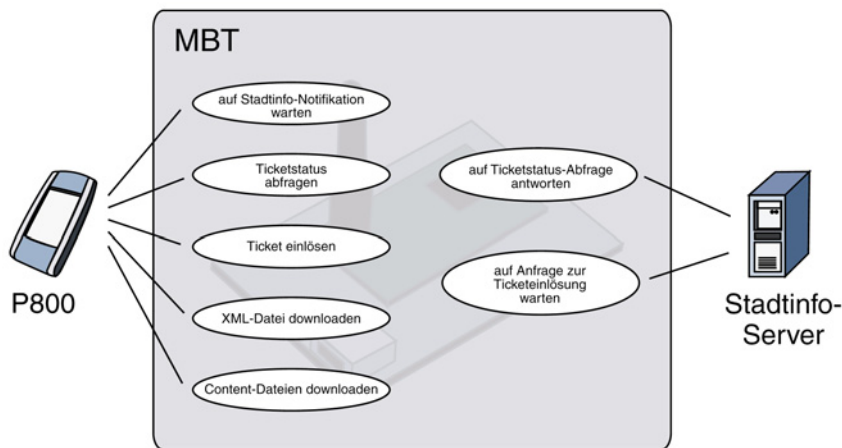 MBT
auf Stadtinfo-Notifikation
warten
Ticketstatus
abfragen
Ticket einlösen
XML-Datei downloaden
Content-Dateien downloaden
auf Ticketstatus-Abfrage
antworten
auf Anfrage zur
Ticketeinlösung
warten
P800
Stadtinfo-
Server